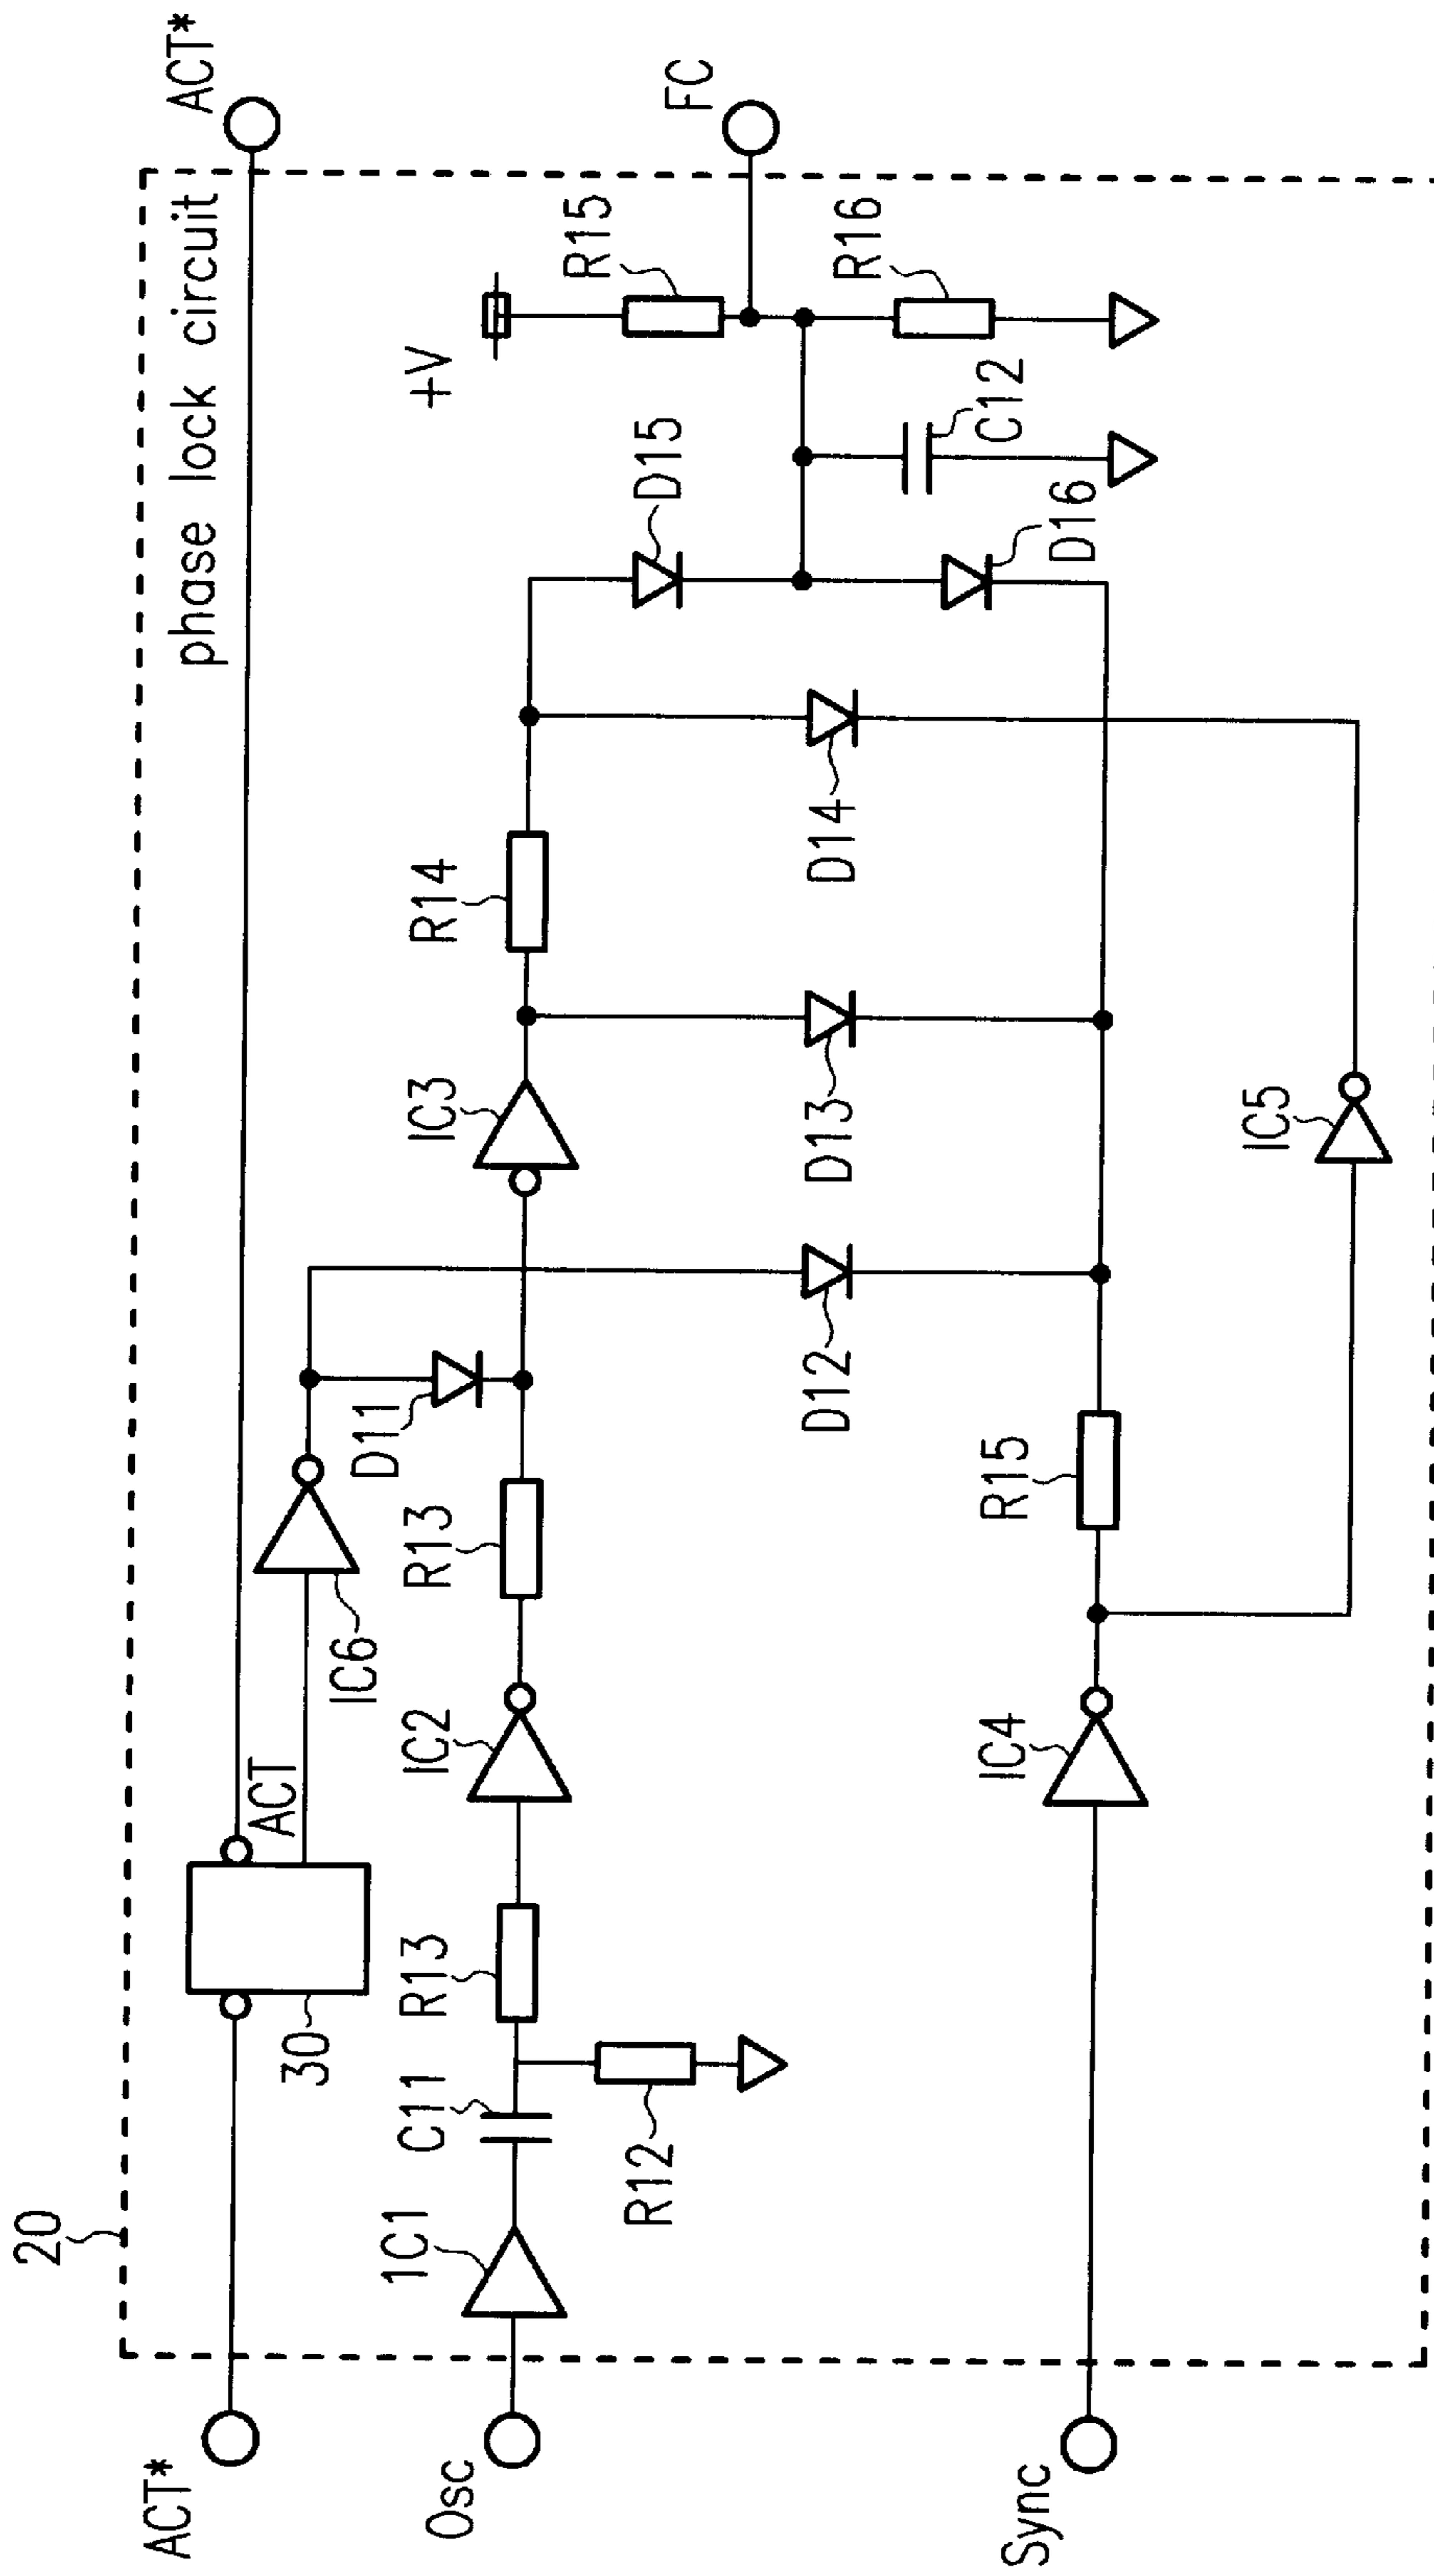 20
phase lock circuit
ACT*
ACT*
30
ACT
IC6
+V
R15
FC
Osc
1C1
C11
R13
IC2
R13
D11
IC3
R14
D15
R12
D12
D13
D14
C12
R16
D16
Sync
IC4
R15
IC5